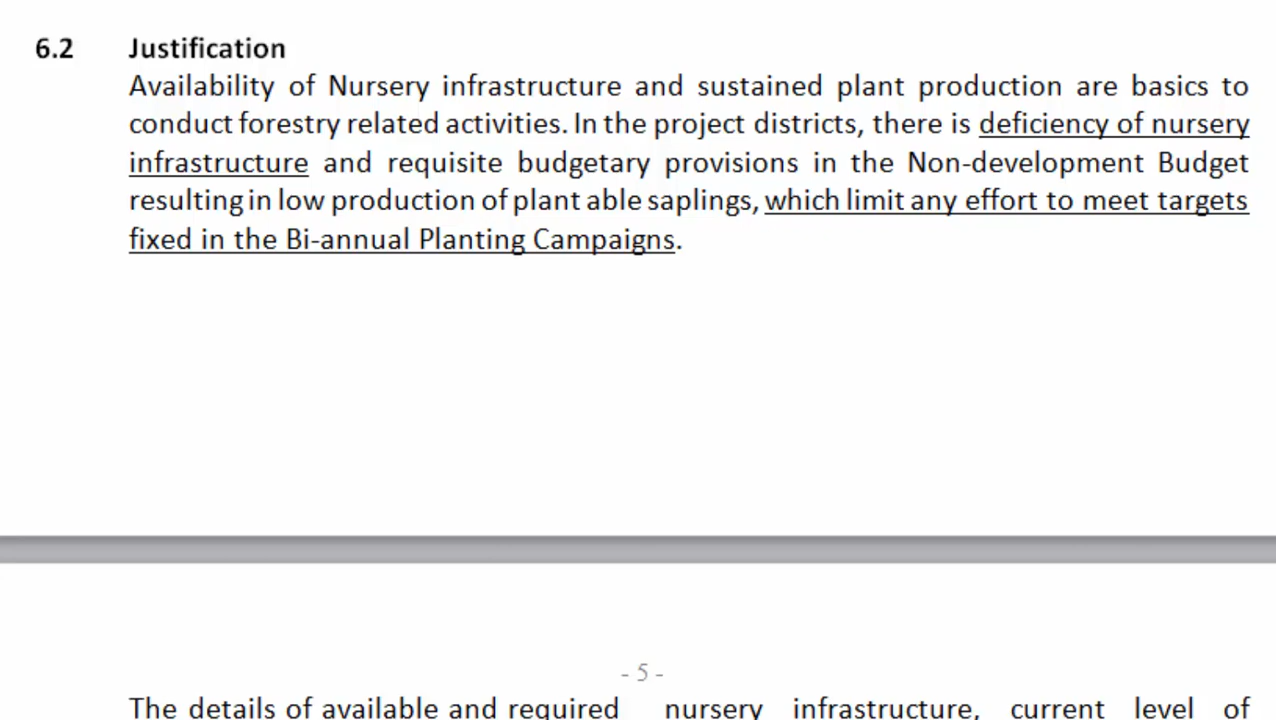 6.2 Justification
Availability of Nursery infrastructure and sustained plant production are basics to
conduct forestry related activities. In the project districts, there is deficiency of nursery
infrastructure and requisite budgetary provisions in the Non-development Budget
resulting in low production of plant able saplings, which limit any effort to meet targets
fixed in the Bi-annual Planting Campaigns.
- 5 -
The details of available and required nursery infrastructure, current level of